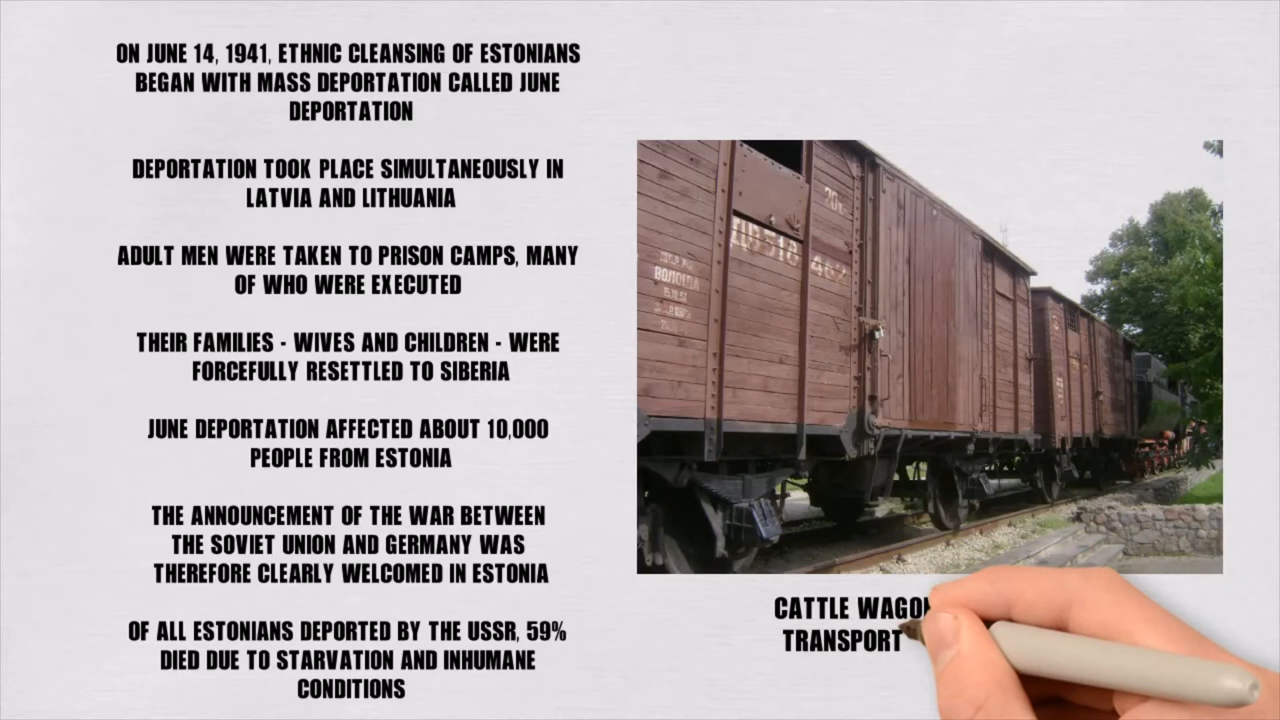 ON JUNE 14, 1941, ETHNIC CLEANSING OF ESTONIANS
BEGAN WITH MASS DEPORTATION CALLED JUNE
DEPORTATION
DEPORTATION TOOK PLACE SIMULTANEOUSLY IN
LATVIA AND LITHUANIA
ADULT MEN WERE TAKEN TO PRISON CAMPS, MANY
OF WHO WERE EXECUTED
THEIR FAMILIES - WIVES AND CHILDREN - WERE
FORCEFULLY RESETTLED TO SIBERIA
JUNE DEPORTATION AFFECTED ABOUT 10,000
PEOPLE FROM ESTONIA
THE ANNOUNCEMENT OF THE WAR BETWEEN
THE SOVIET UNION AND GERMANY WAS
THEREFORE CLEARLY WELCOMED IN ESTONIA
OF ALL ESTONIANS DEPORTED BY THE USSR, 59%
DIED DUE TO STARVATION AND INHUMANE
CONDITIONS
20т.
ВОЛОГДА
CATTLE WAGON
TRANSPORT